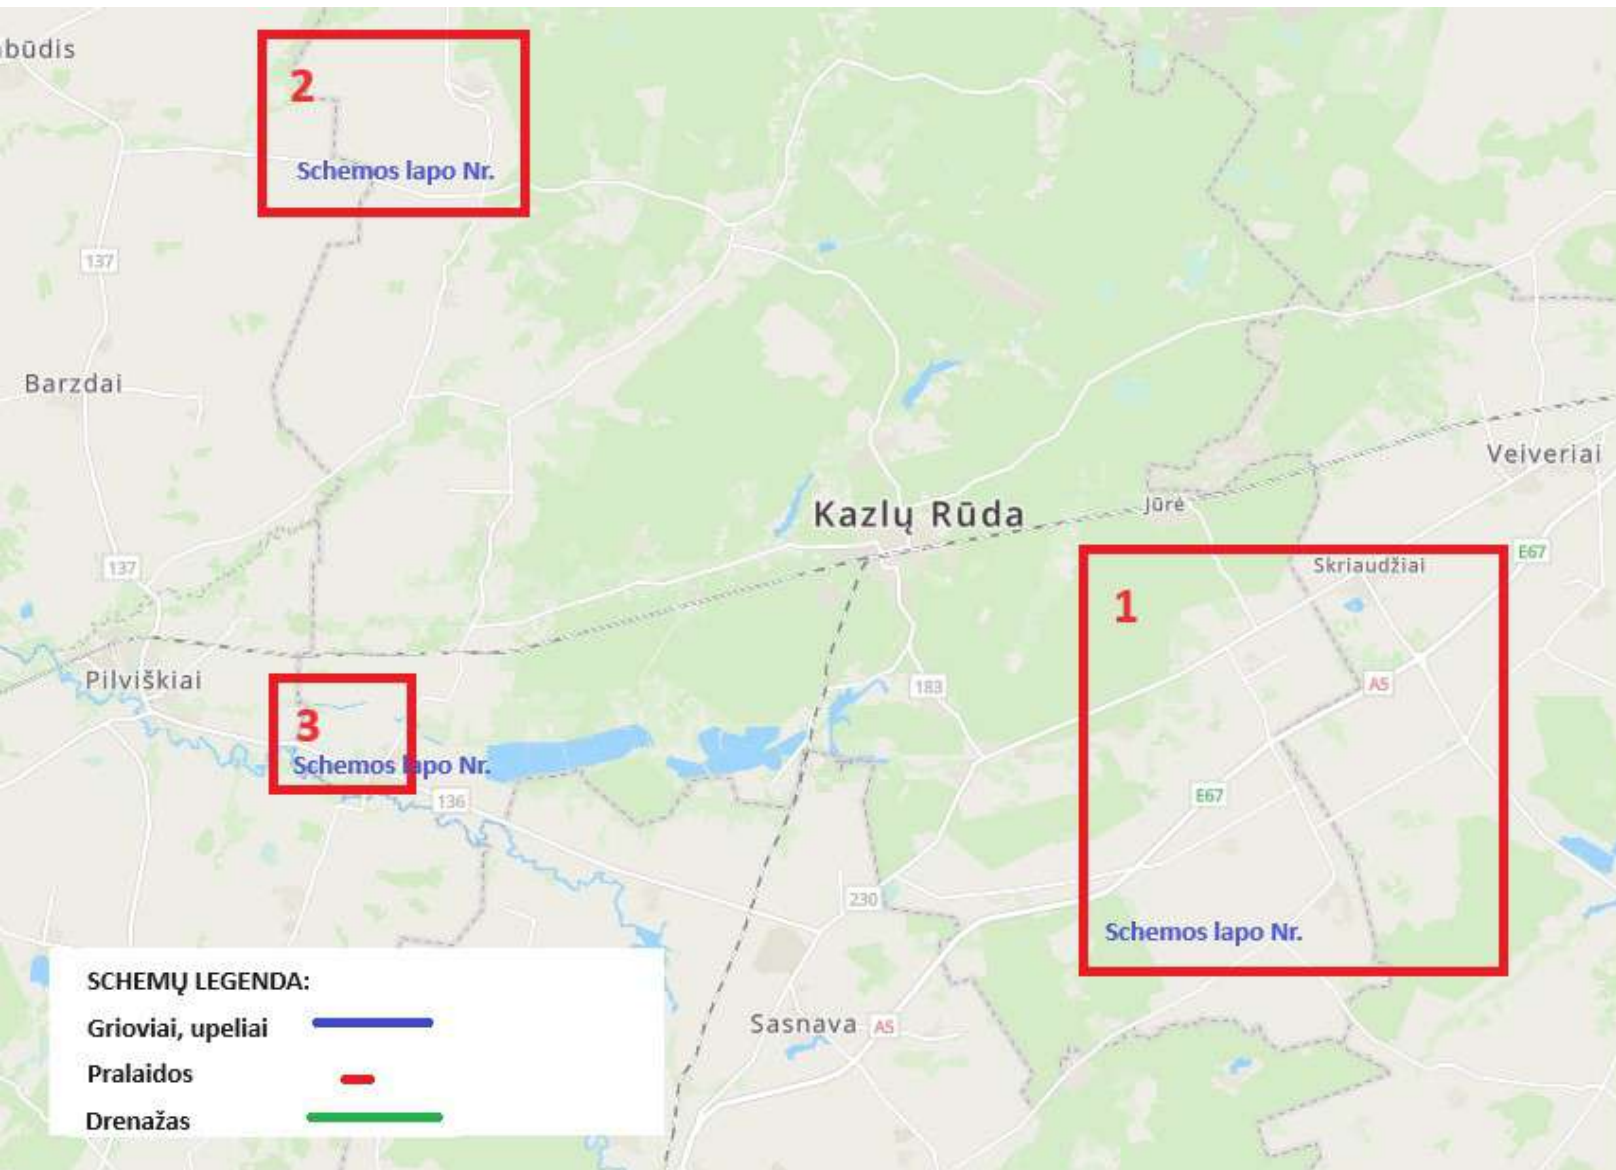 būdis
2
Schemos lapo Nr.
137
Barzdai
Veiveriai
Kazlų Rūda
Jūrė
E67
Skriaudžiai
137
1
Pilviškiai
183
A5
3
Schemos lapo Nr.
136
E67
230
Schemos lapo Nr.
SCHEMŲ LEGENDA:
Grioviai, upeliai
Sasnava
A5
Pralaidos
Drenažas